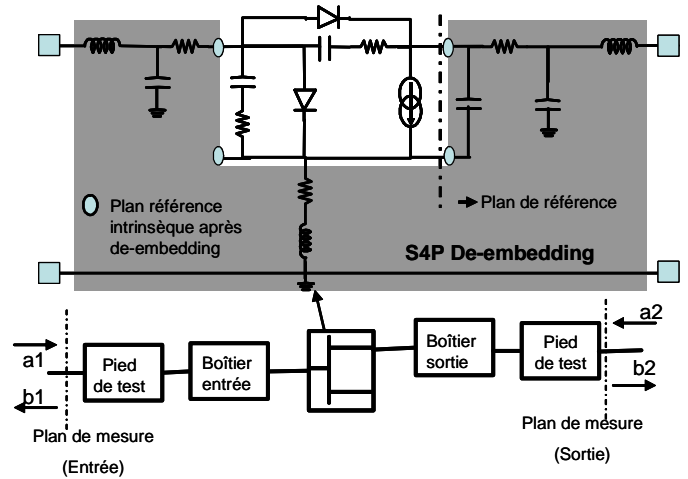 Plan référence
intrinsèque après
de-embedding
Plan de référence
S4P De-embedding
a1
b1
Pied
de test
Boîtier
entrée
Boîtier
sortie
Pied
de test
a2
b2
Plan de mesure
(Entrée)
Plan de mesure
(Sortie)